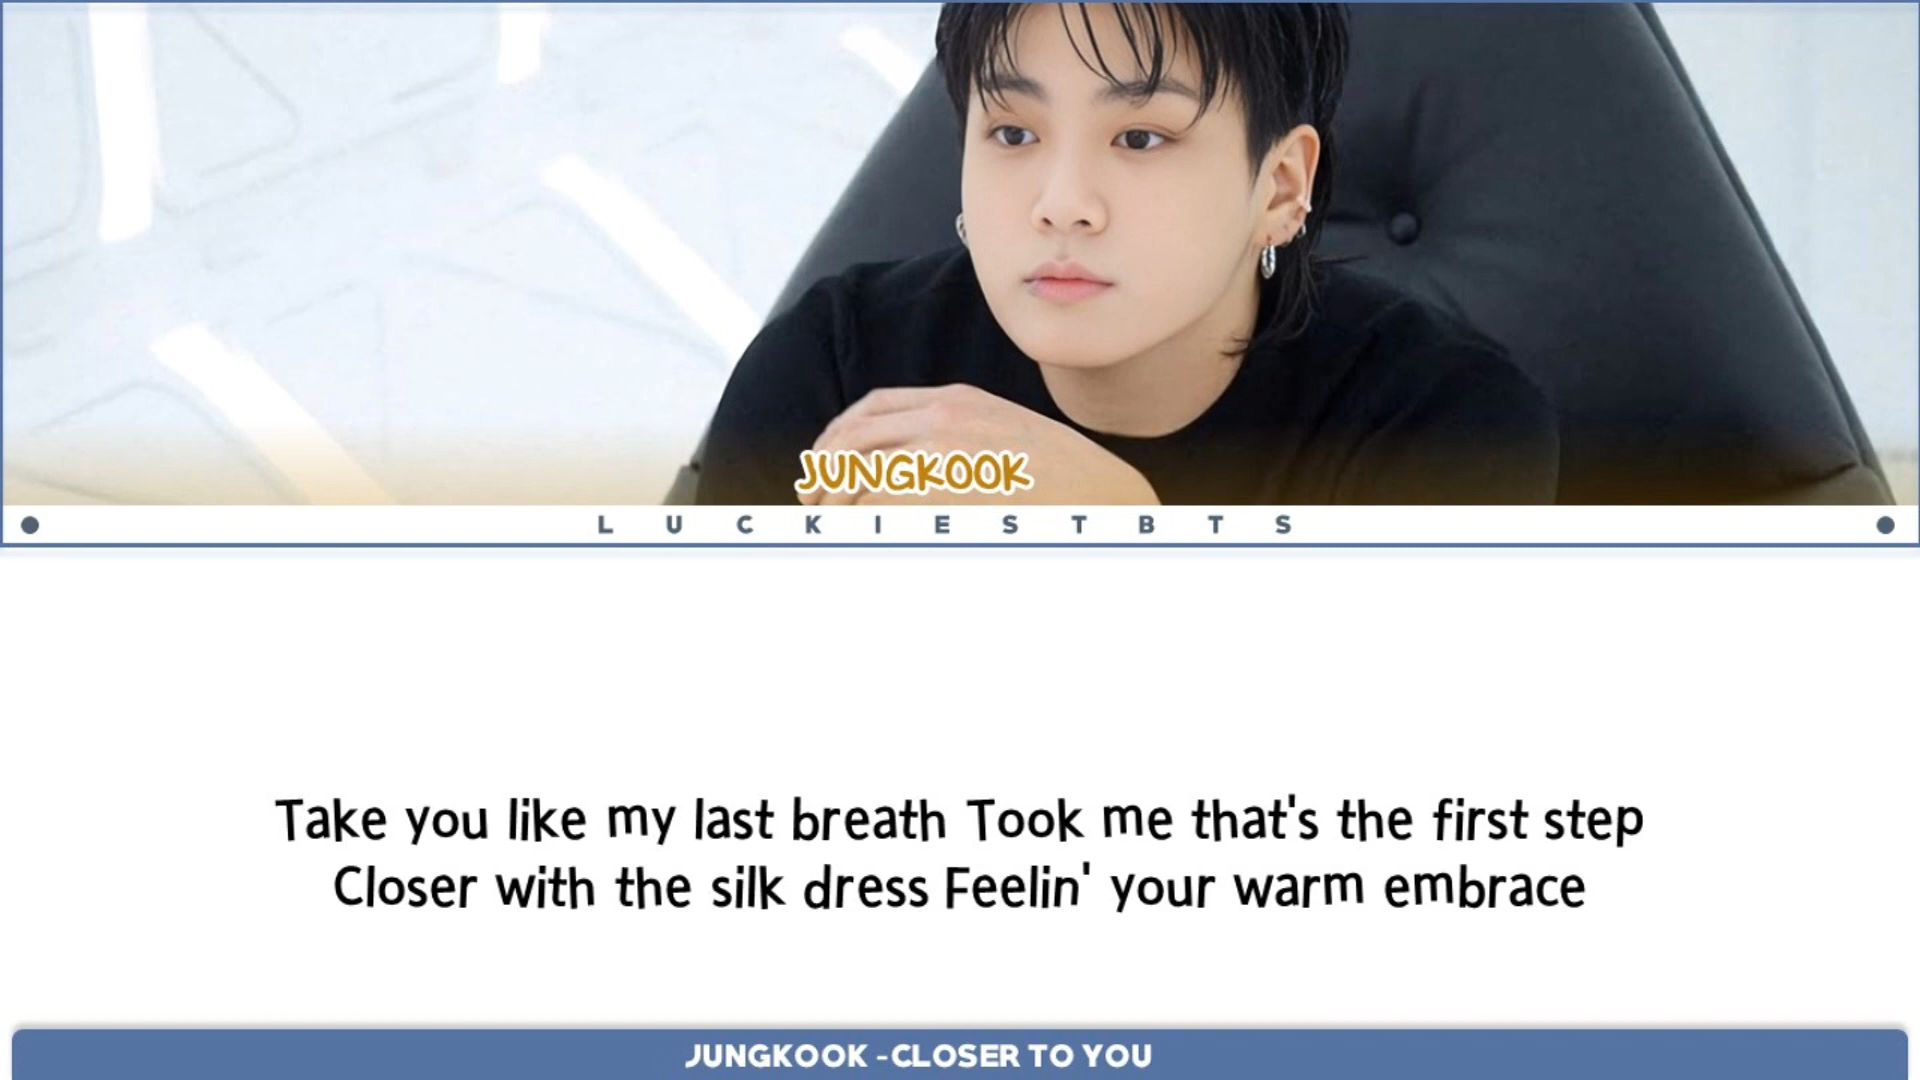 JUNGKOOK
LUCKIESTBTS
Take you like my last breath Took me that's the first step
Closer with the silk dress Feelin' your warm embrace
JUNGKOOK -CLOSER TO YOU